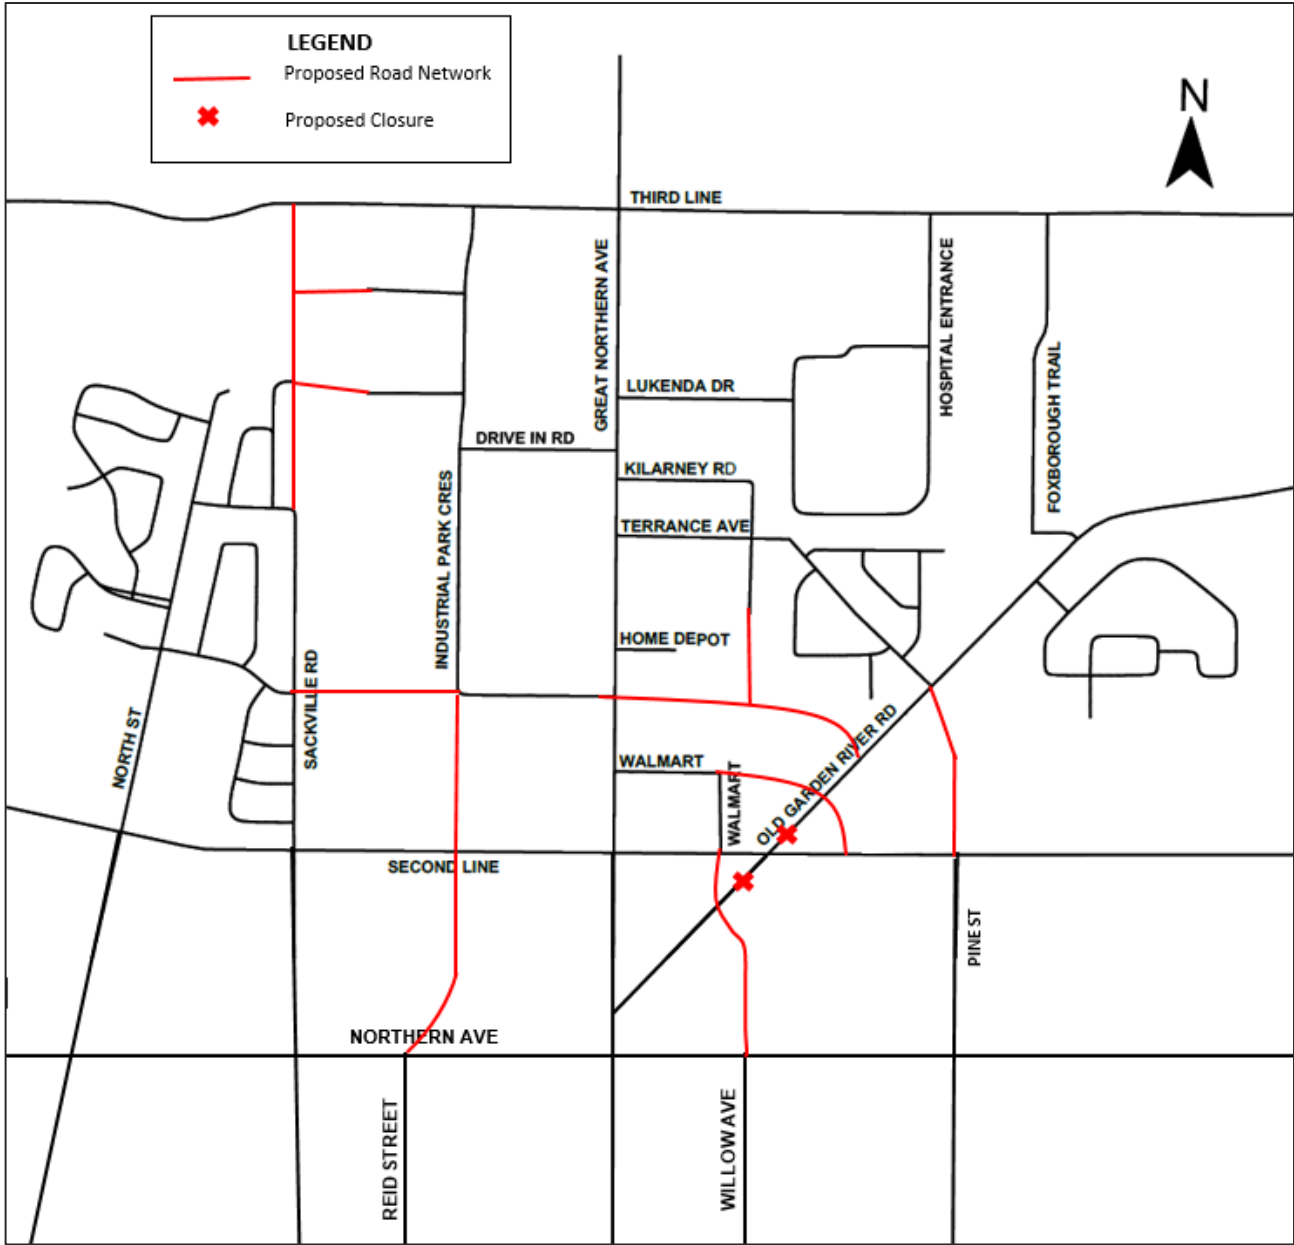 LEGEND
Proposed Road Network
Proposed Closure
N
THIRD LINE
GREAT NORTHERN AVE
HOSPITAL ENTRANCE
FOXBOROUGH TRAIL
LUKENDA DR
DRIVE IN RD
KILARNEY RD
INDUSTRIAL PARK CRES
TERRANCE AVE
HOME DEPOT
SACKVILLE RD
NORTH ST
WALMART
WALMART
OLD GARDEN RIVER RD
SECOND LINE
PINE ST
NORTHERN AVE
REID STREET
WILLOW AVE